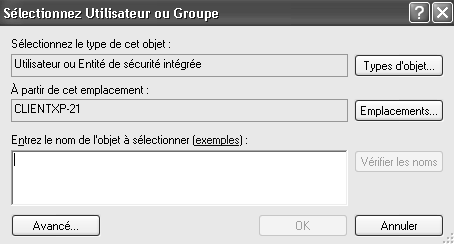 Sélectionnez Utilisateur ou Groupe
Sélectionnez le type de cet objet :
Utilisateur ou Entité de sécurité intégrée
Types d'objet...
À partir de cet emplacement :
CLIENTXP-21
Emplacements...
Entrez le nom de l'objet à sélectionner (exemples) :
Vérifier les noms
Avancé...
OK
Annuler